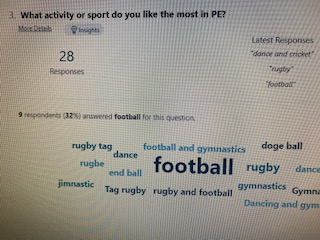 3. What activity or sport do you like the most in PE?
More Details
Insights
28
Responses
Latest Responses
"dance and cricket"
"rugby"
"football"
9 respondents (32%) answered football for this question.
rugby tag football and gymnastics doge ball
dance
rugbe football rugby dance
end ball
jimnastic Tag rugby rugby and football gymnastics Gymna
Dancing and gym